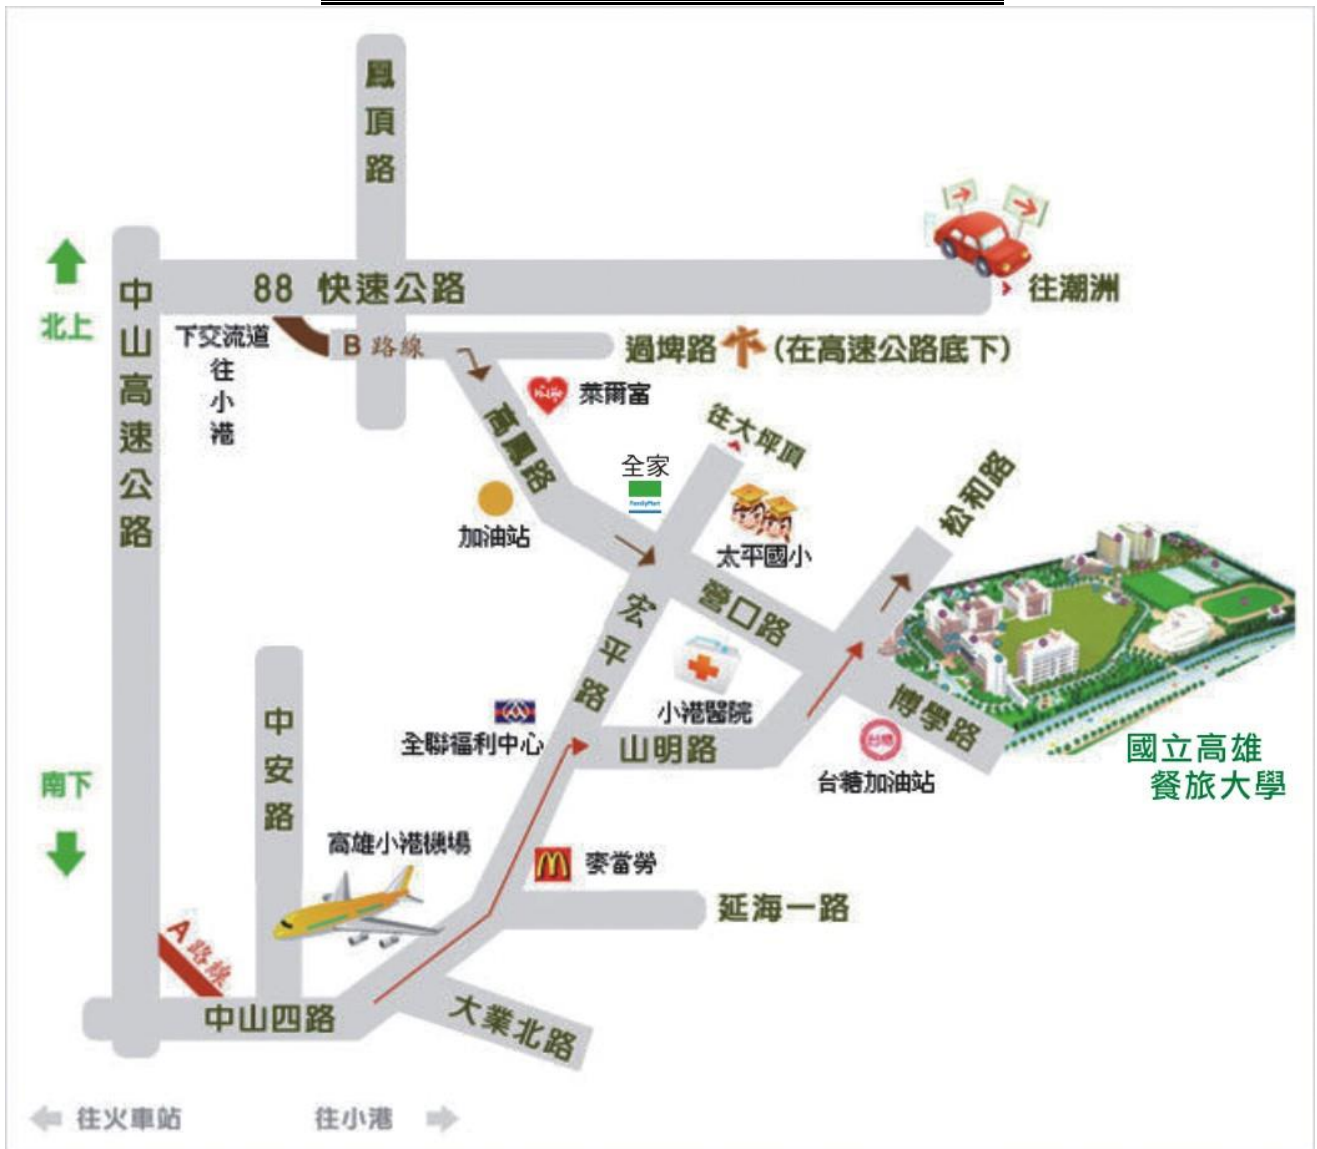 鳳頂路
88 快速公路
往潮洲
北上
中山高速公路
下交流道
往小港
B 路線
過埤路
(在高速公路底下)
萊爾富
高鳳路
往大坪頂
全家
FamilyMart
加油站
太平國小
松和路
營口路
宏平路
小港醫院
博學路
全聯福利中心
山明路
台糖
台糖加油站
國立高雄
餐旅大學
中安路
南下
高雄小港機場
麥當勞
延海一路
A 路線
中山四路
大業北路
往火車站
往小港